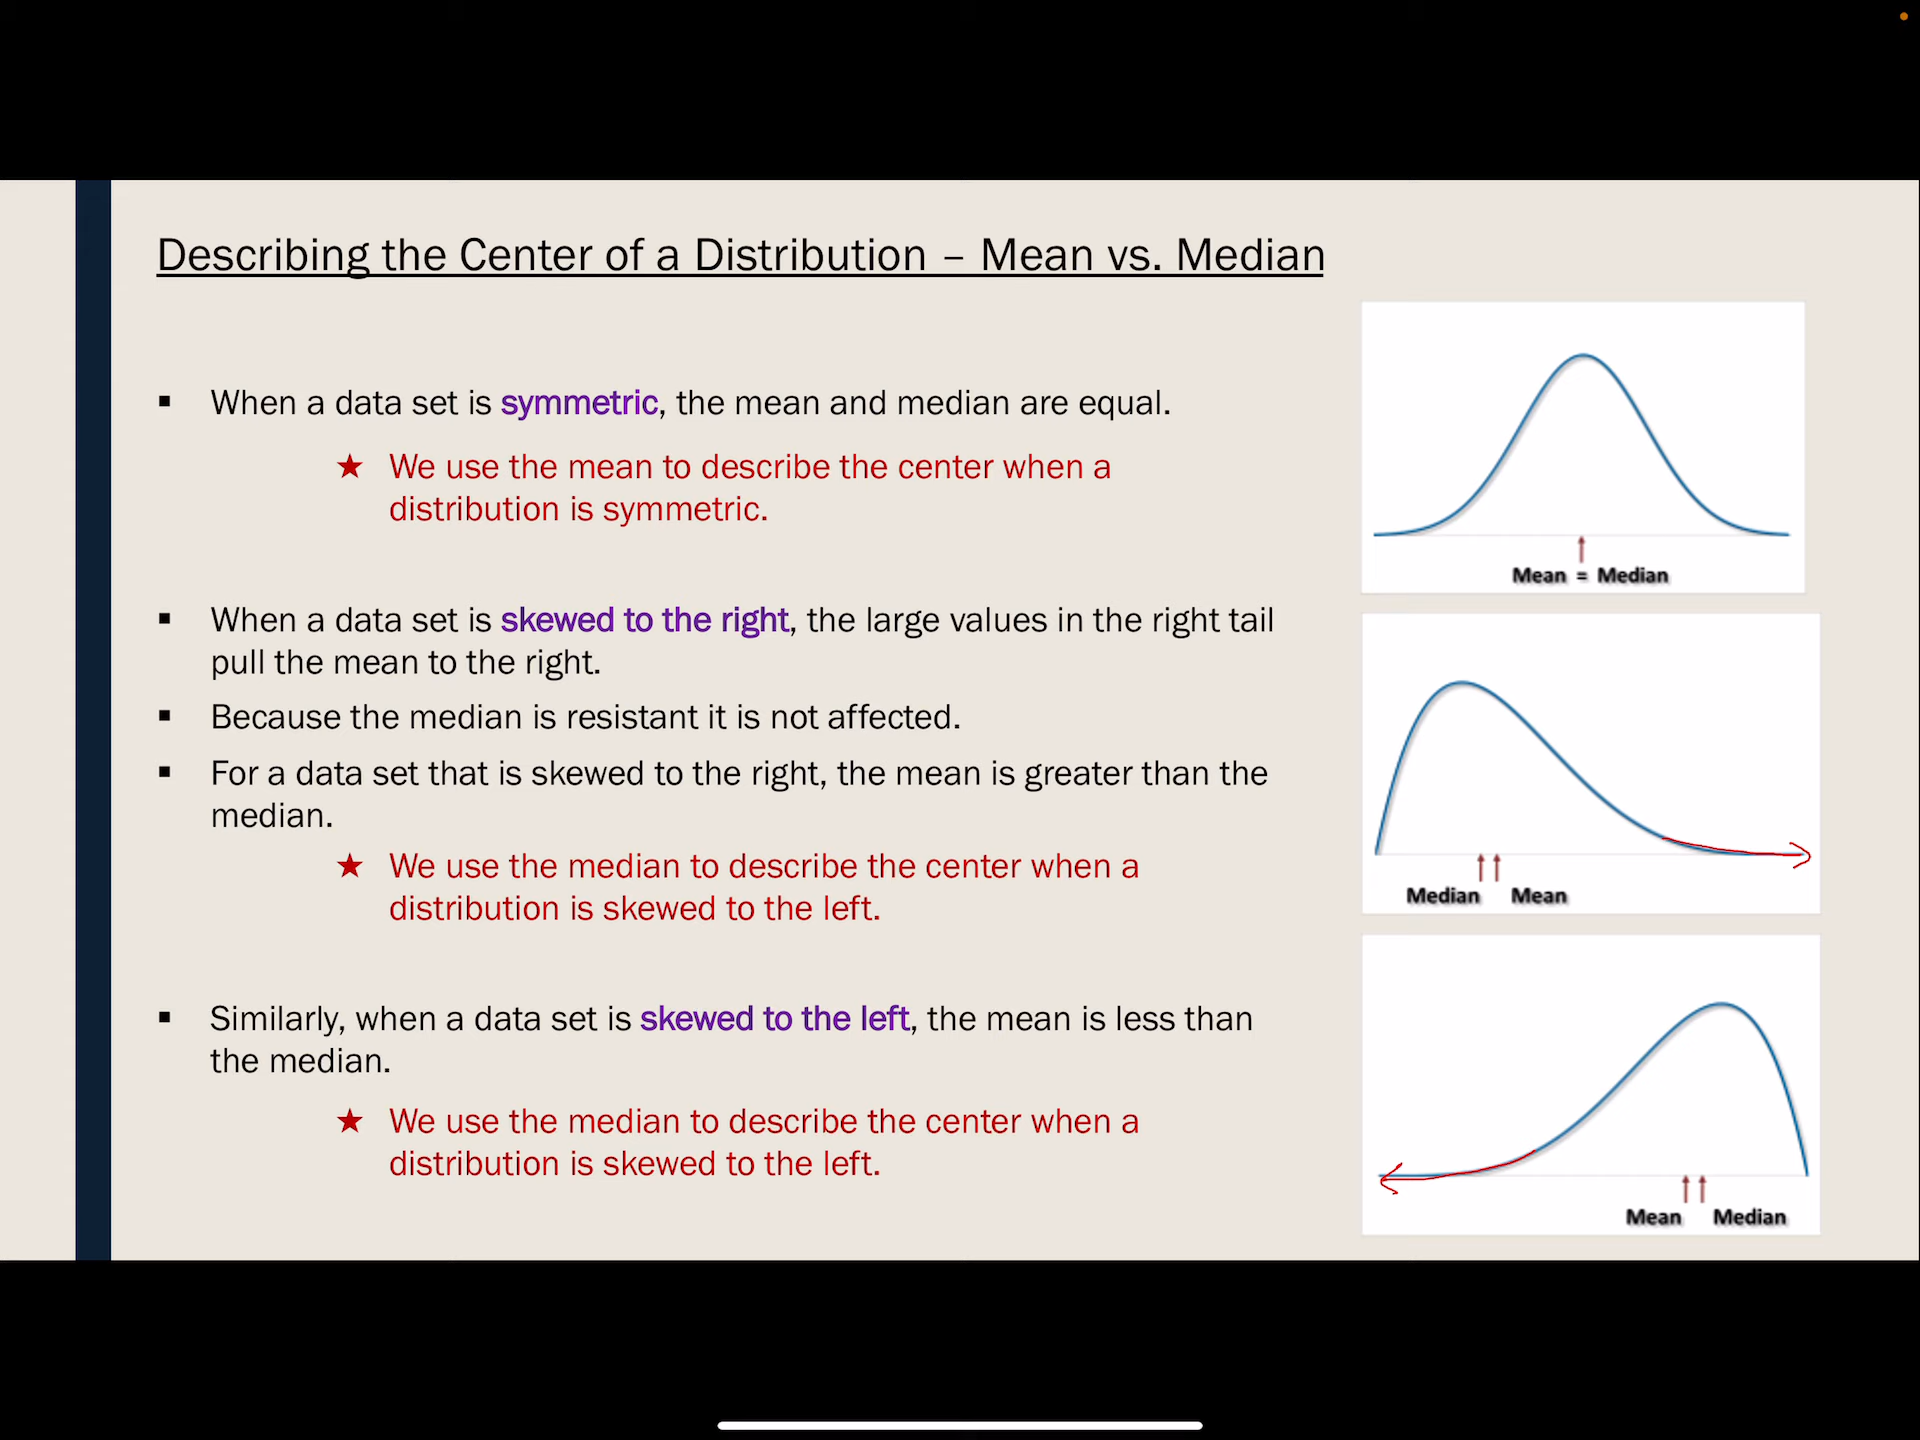 Describing the Center of a Distribution – Mean vs. Median
▪ When a data set is symmetric, the mean and median are equal.
★ We use the mean to describe the center when a
distribution is symmetric.
Mean = Median
▪ When a data set is skewed to the right, the large values in the right tail
pull the mean to the right.
▪ Because the median is resistant it is not affected.
▪ For a data set that is skewed to the right, the mean is greater than the
median.
★ We use the median to describe the center when a
distribution is skewed to the left.
Median Mean
▪ Similarly, when a data set is skewed to the left, the mean is less than
the median.
★ We use the median to describe the center when a
distribution is skewed to the left.
Mean Median